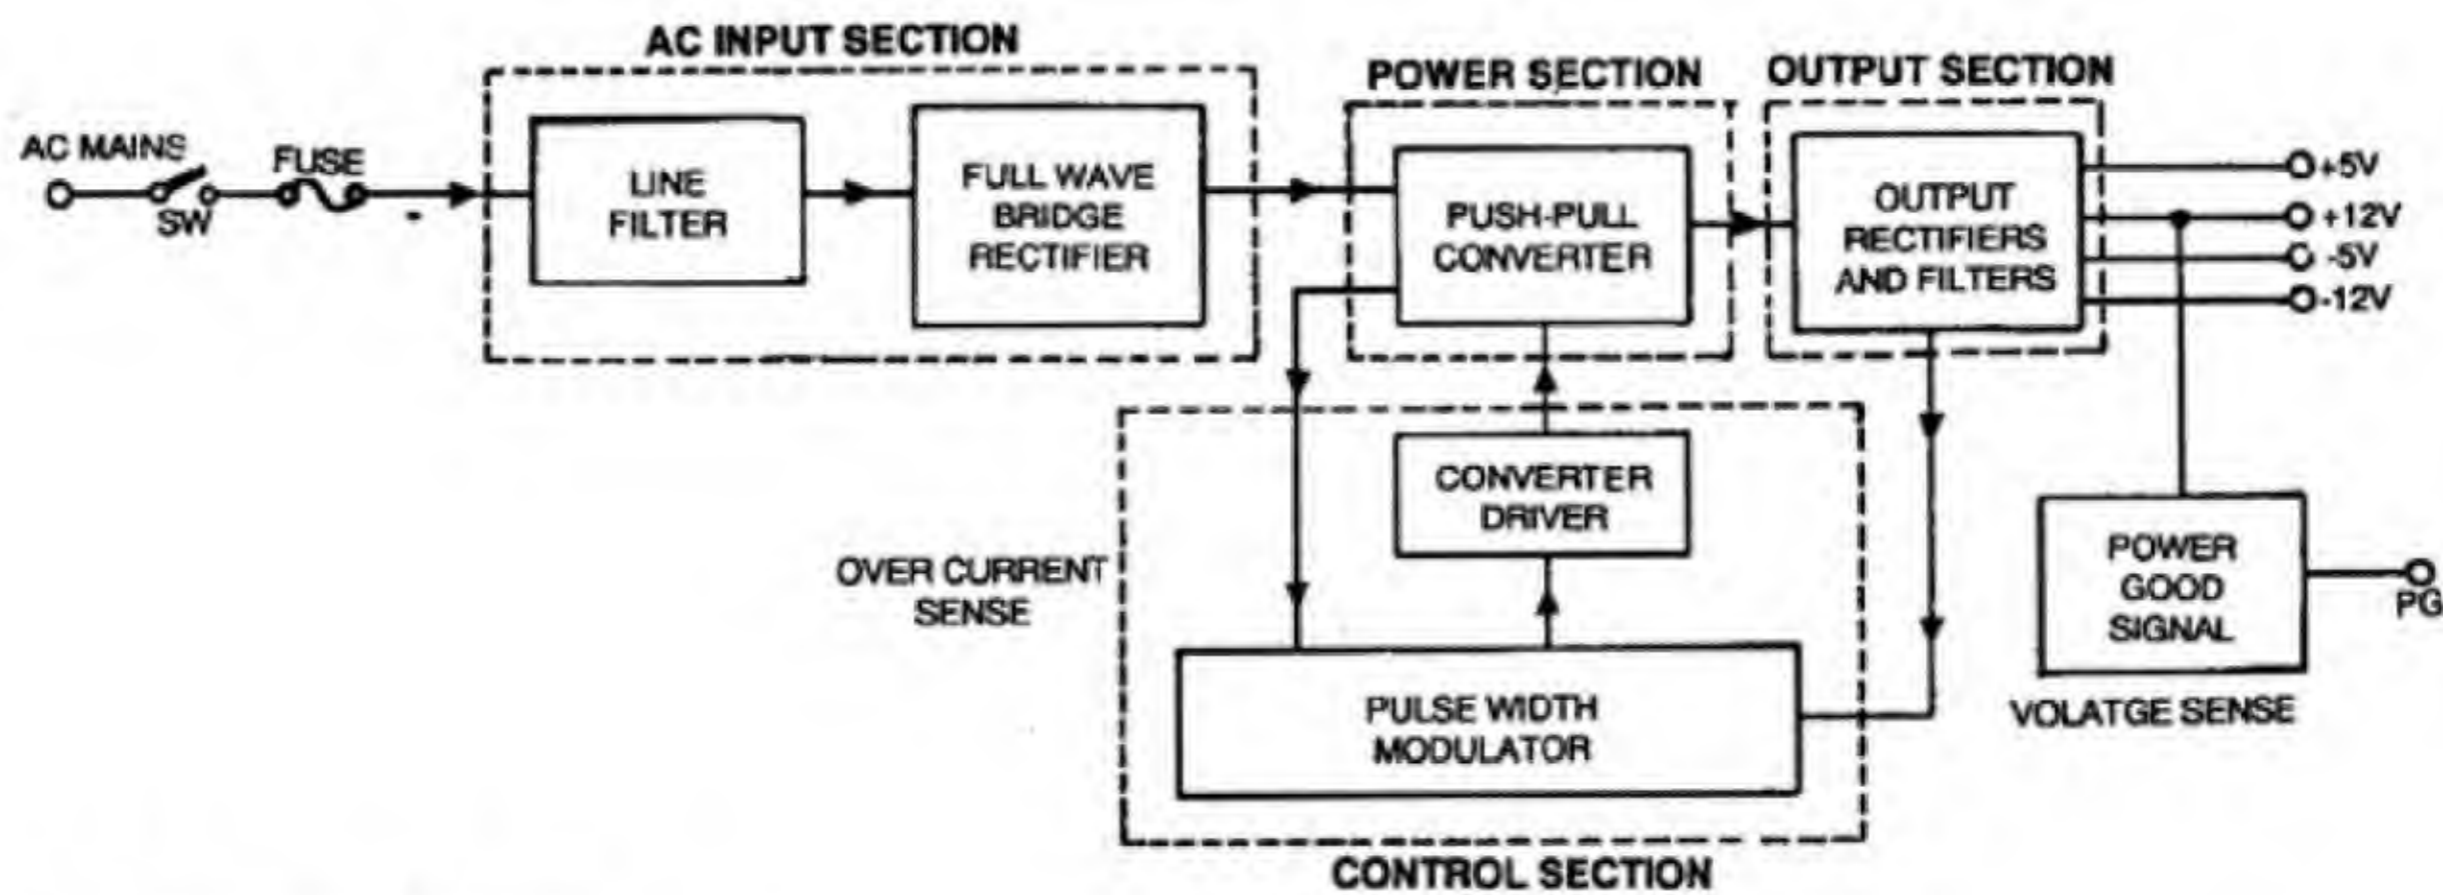 AC INPUT SECTION
POWER SECTION
OUTPUT SECTION
AC MAINS
SW
FUSE
LINE
FILTER
FULL WAVE
BRIDGE
RECTIFIER
PUSH-PULL
CONVERTER
OUTPUT
RECTIFIERS
AND FILTERS
+5V
+12V
-5V
-12V
CONVERTER
DRIVER
OVER CURRENT
SENSE
PULSE WIDTH
MODULATOR
POWER
GOOD
SIGNAL
PG
VOLATGE SENSE
CONTROL SECTION